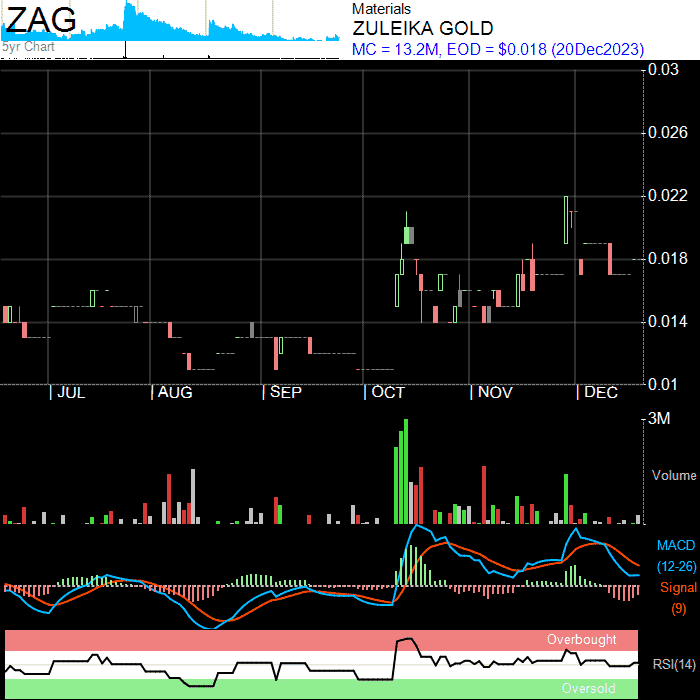 ZAG
5yr Chart
Materials
ZULEIKA GOLD
MC = 13.2M, EOD = $0.018 (20Dec2023)
0.03
0.026
0.022
0.018
0.014
0.01
| JUL | AUG | SEP | OCT | NOV | DEC
3M
Volume
MACD
(12-26)
Signal
(9)
Overbought
RSI(14)
Oversold